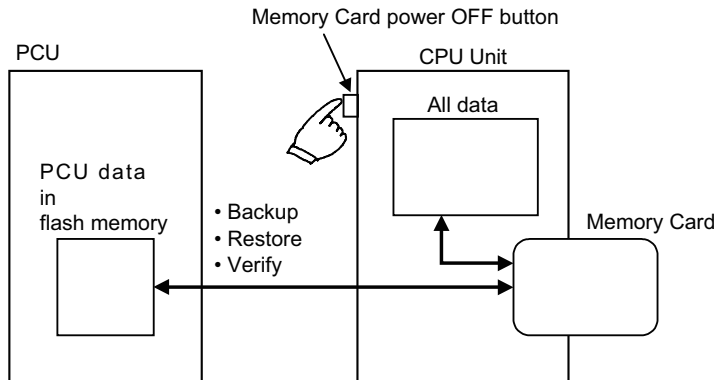 Memory Card power OFF button
PCU
CPU Unit
All data
PCU data
in
flash memory
• Backup
• Restore
• Verify
Memory Card